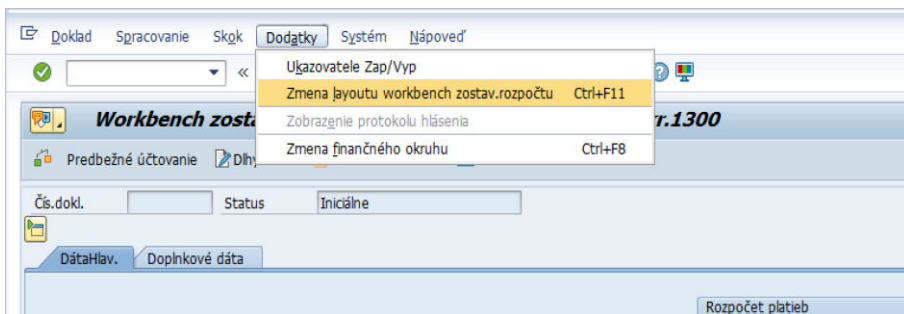 Doklad Spracovanie Skok Dodatky Systém Nápoveď
Ukazovatele Zap/Vyp
Zmena layoutu workbench zostav.rozpočtu Ctrl+F11
Zobrazenie protokolu hlásenia
Zmena finančného okruhu Ctrl+F8
Workbench r.1300
Predbežné účtovanie
Čís.dokl. Status Iniciálne
DátaHlav. Doplnkové dáta
Rozpočet platieb